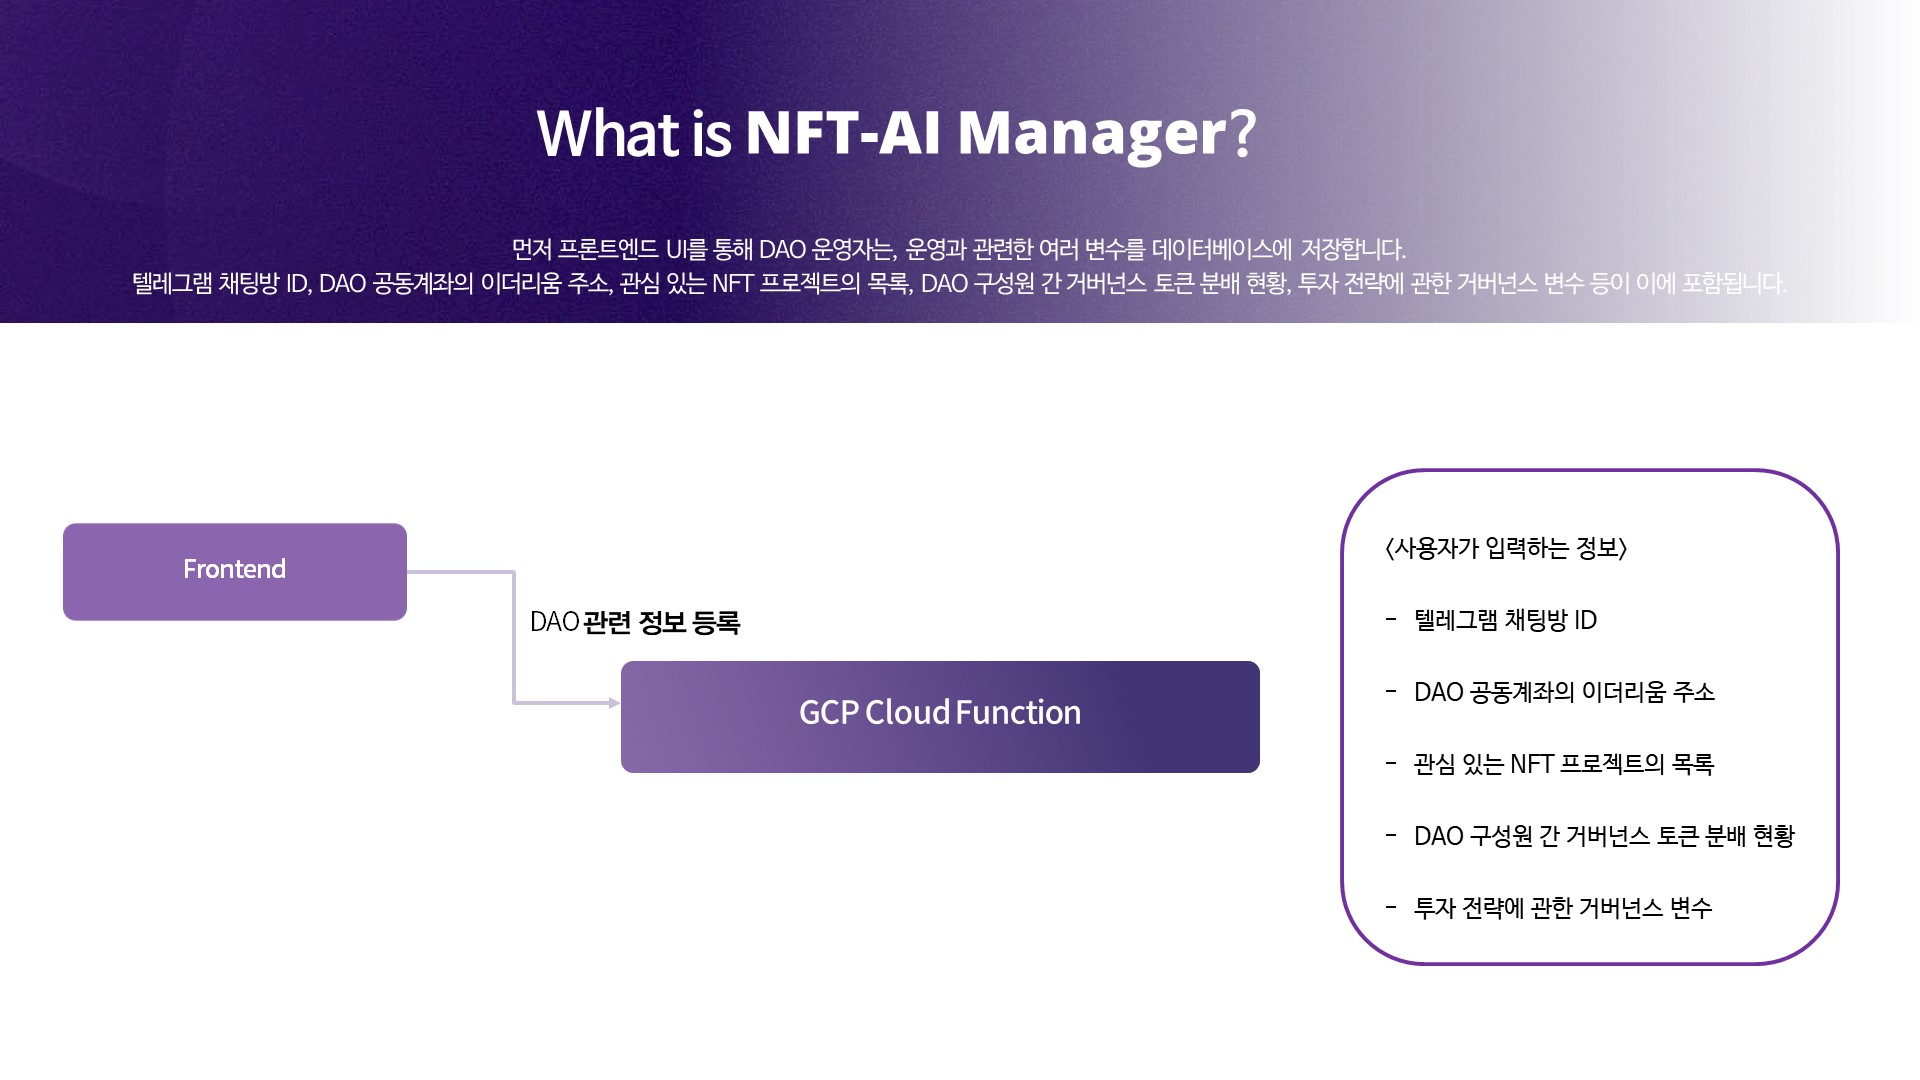 What is NFT-AI Manager?
먼저 프론트엔드 UI를 통해 DAO 운영자는, 운영과 관련한 여러 변수를 데이터베이스에 저장합니다.
텔레그램 채팅방 ID, DAO 공동계좌의 이더리움 주소, 관심 있는 NFT 프로젝트의 목록, DAO 구성원 간 거버넌스 토큰 분배 현황, 투자 전략에 관한 거버넌스 변수 등이 이에 포함됩니다.
Frontend
DAO 관련 정보 등록
GCP Cloud Function
<사용자가 입력하는 정보>
- 텔레그램 채팅방 ID
- DAO 공동계좌의 이더리움 주소
- 관심 있는 NFT 프로젝트의 목록
- DAO 구성원 간 거버넌스 토큰 분배 현황
- 투자 전략에 관한 거버넌스 변수